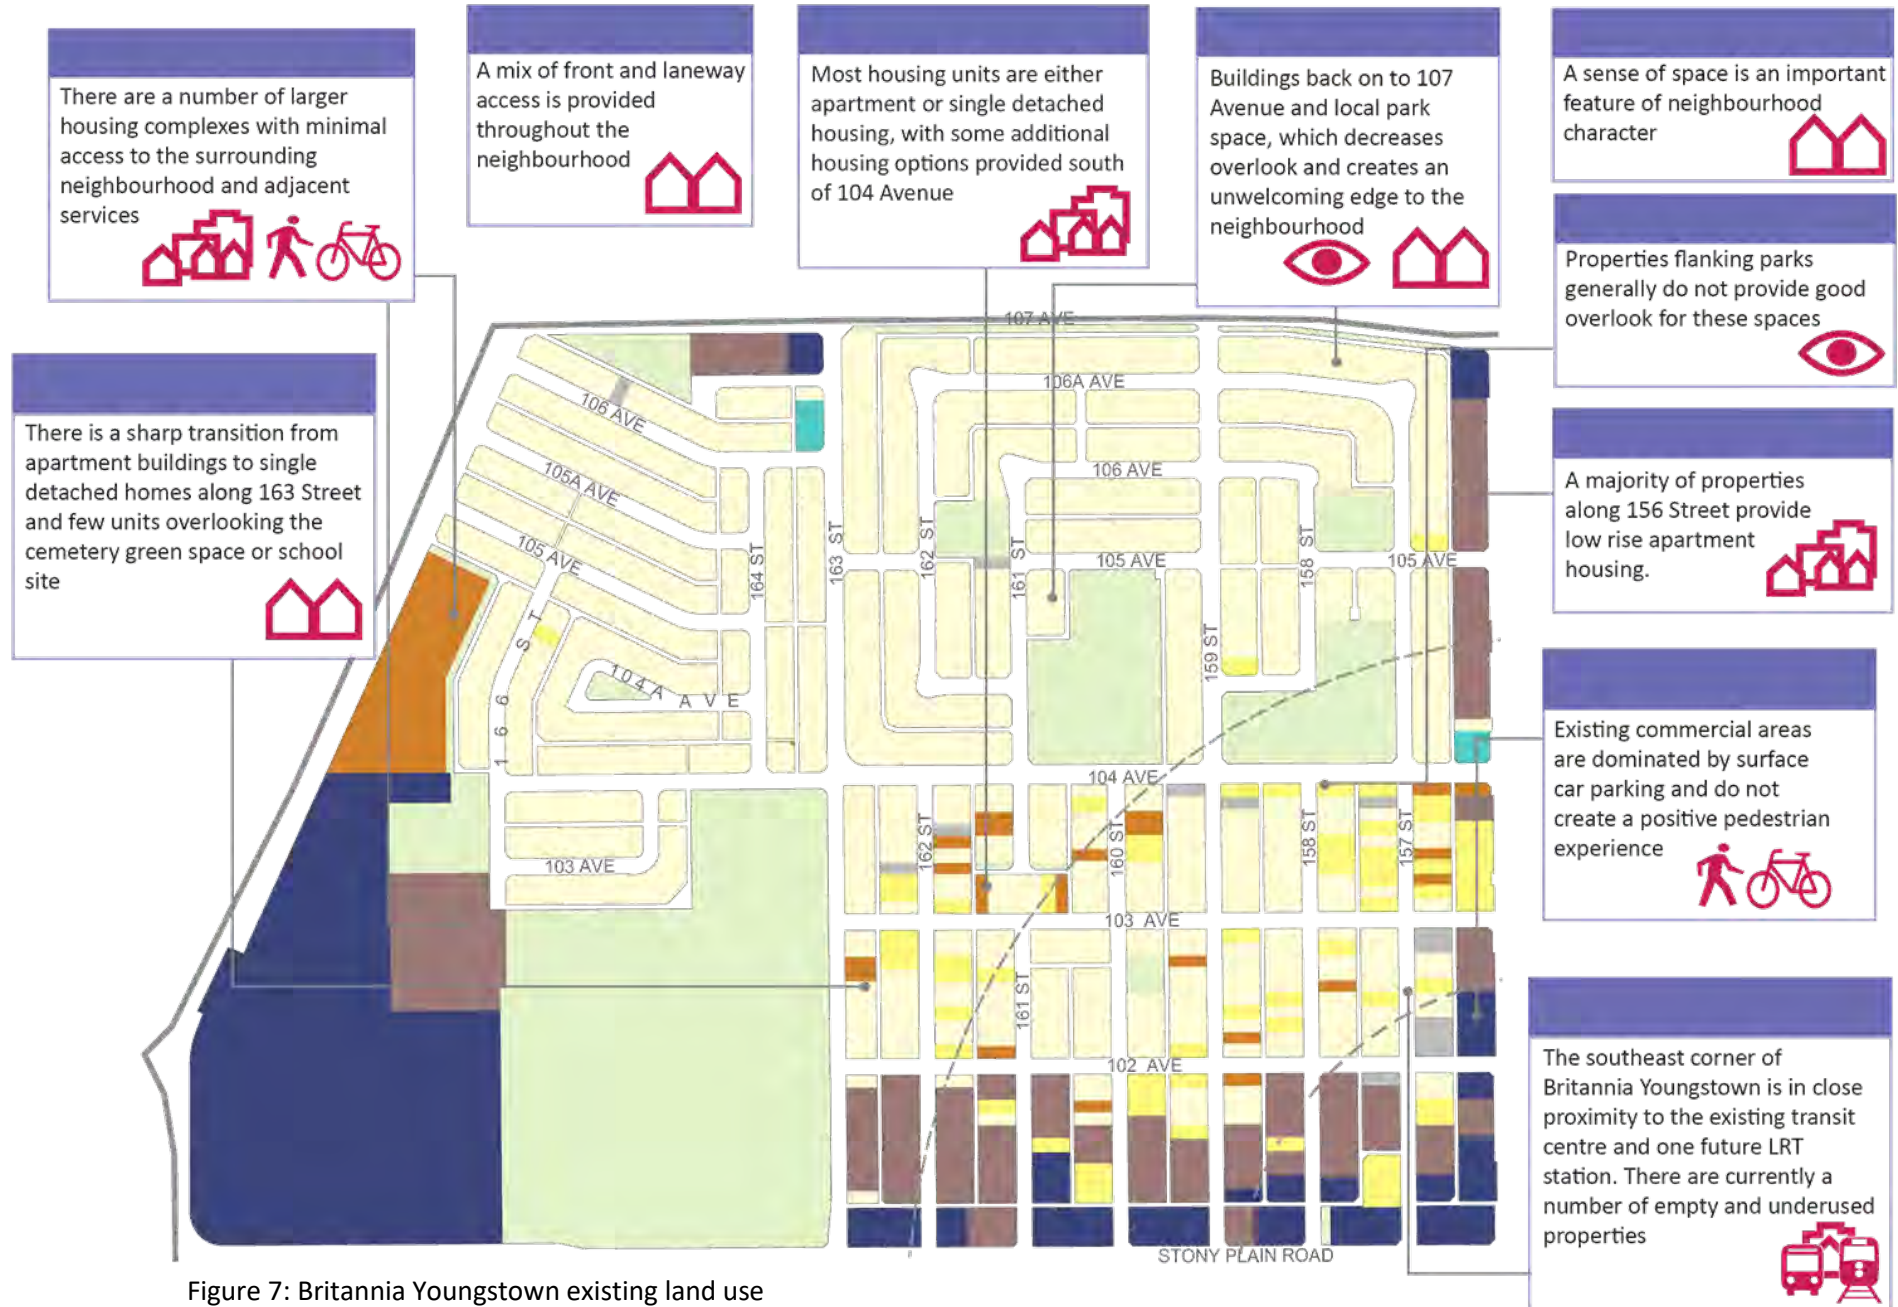 There are a number of larger
housing complexes with minimal
access to the surrounding
neighbourhood and adjacent
services
A mix of front and laneway
access is provided
throughout the
neighbourhood
Most housing units are either
apartment or single detached
housing, with some additional
housing options provided south
of 104 Avenue
Buildings back on to 107
Avenue and local park
space, which decreases
overlook and creates an
unwelcoming edge to the
neighbourhood
A sense of space is an important
feature of neighbourhood
character
Properties flanking parks
generally do not provide good
overlook for these spaces
There is a sharp transition from
apartment buildings to single
detached homes along 163 Street
and few units overlooking the
cemetery green space or school
site
A majority of properties
along 156 Street provide
low rise apartment
housing.
Existing commercial areas
are dominated by surface
car parking and do not
create a positive pedestrian
experience
The southeast corner of
Britannia Youngstown is in close
proximity to the existing transit
centre and one future LRT
station. There are currently a
number of empty and underused
properties
107 AVE
106A AVE
106 AVE
106 AVE
105A AVE
105 AVE
105 AVE
105 AVE
164 ST
163 ST
162 ST
161 ST
158 ST
159 ST
166 ST
104A AVE
104 AVE
162 ST
160 ST
158 ST
157 ST
103 AVE
103 AVE
161 ST
102 AVE
STONY PLAIN ROAD
Figure 7: Britannia Youngstown existing land use